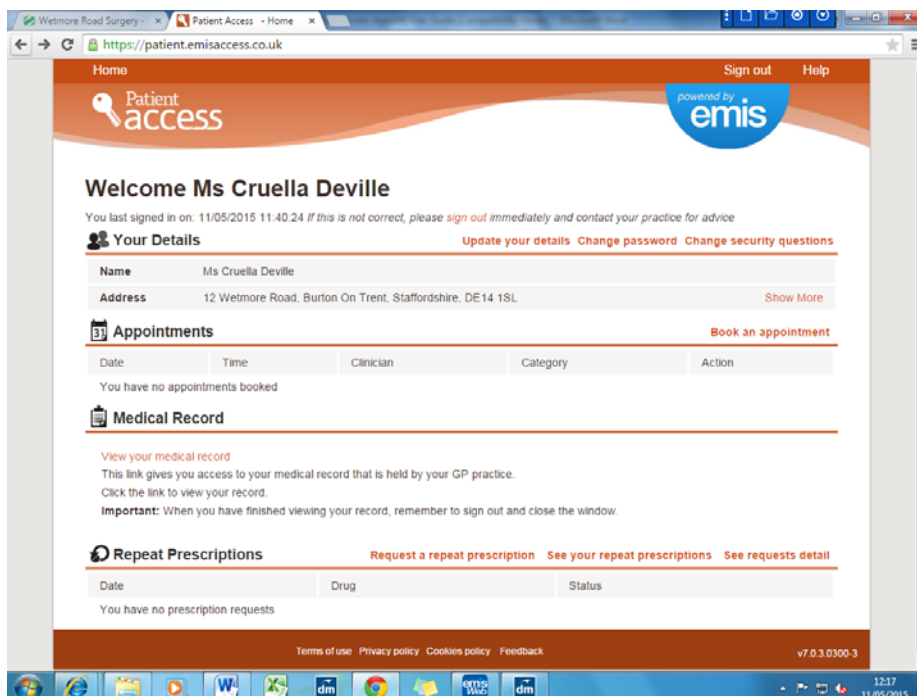 Wetmore Road Surgery - × Patient Access - Home ×
https://patient.emisaccess.co.uk
Home Sign out Help
Patient access
powered by emis
Welcome Ms Cruella Deville
You last signed in on: 11/05/2015 11:40:24 If this is not correct, please sign out immediately and contact your practice for advice
Your Details Update your details Change password Change security questions
Name Ms Cruella Deville
Address 12 Wetmore Road, Burton On Trent, Staffordshire, DE14 1SL Show More
31 Appointments Book an appointment
Date Time Clinician Category Action
You have no appointments booked
Medical Record
View your medical record
This link gives you access to your medical record that is held by your GP practice.
Click the link to view your record.
Important: When you have finished viewing your record, remember to sign out and close the window.
Repeat Prescriptions Request a repeat prescription See your repeat prescriptions See requests detail
Date Drug Status
You have no prescription requests
Terms of use Privacy policy Cookies policy Feedback v7.0.3.0300-3
W X dm emis Web dm 12:17
11/05/2015